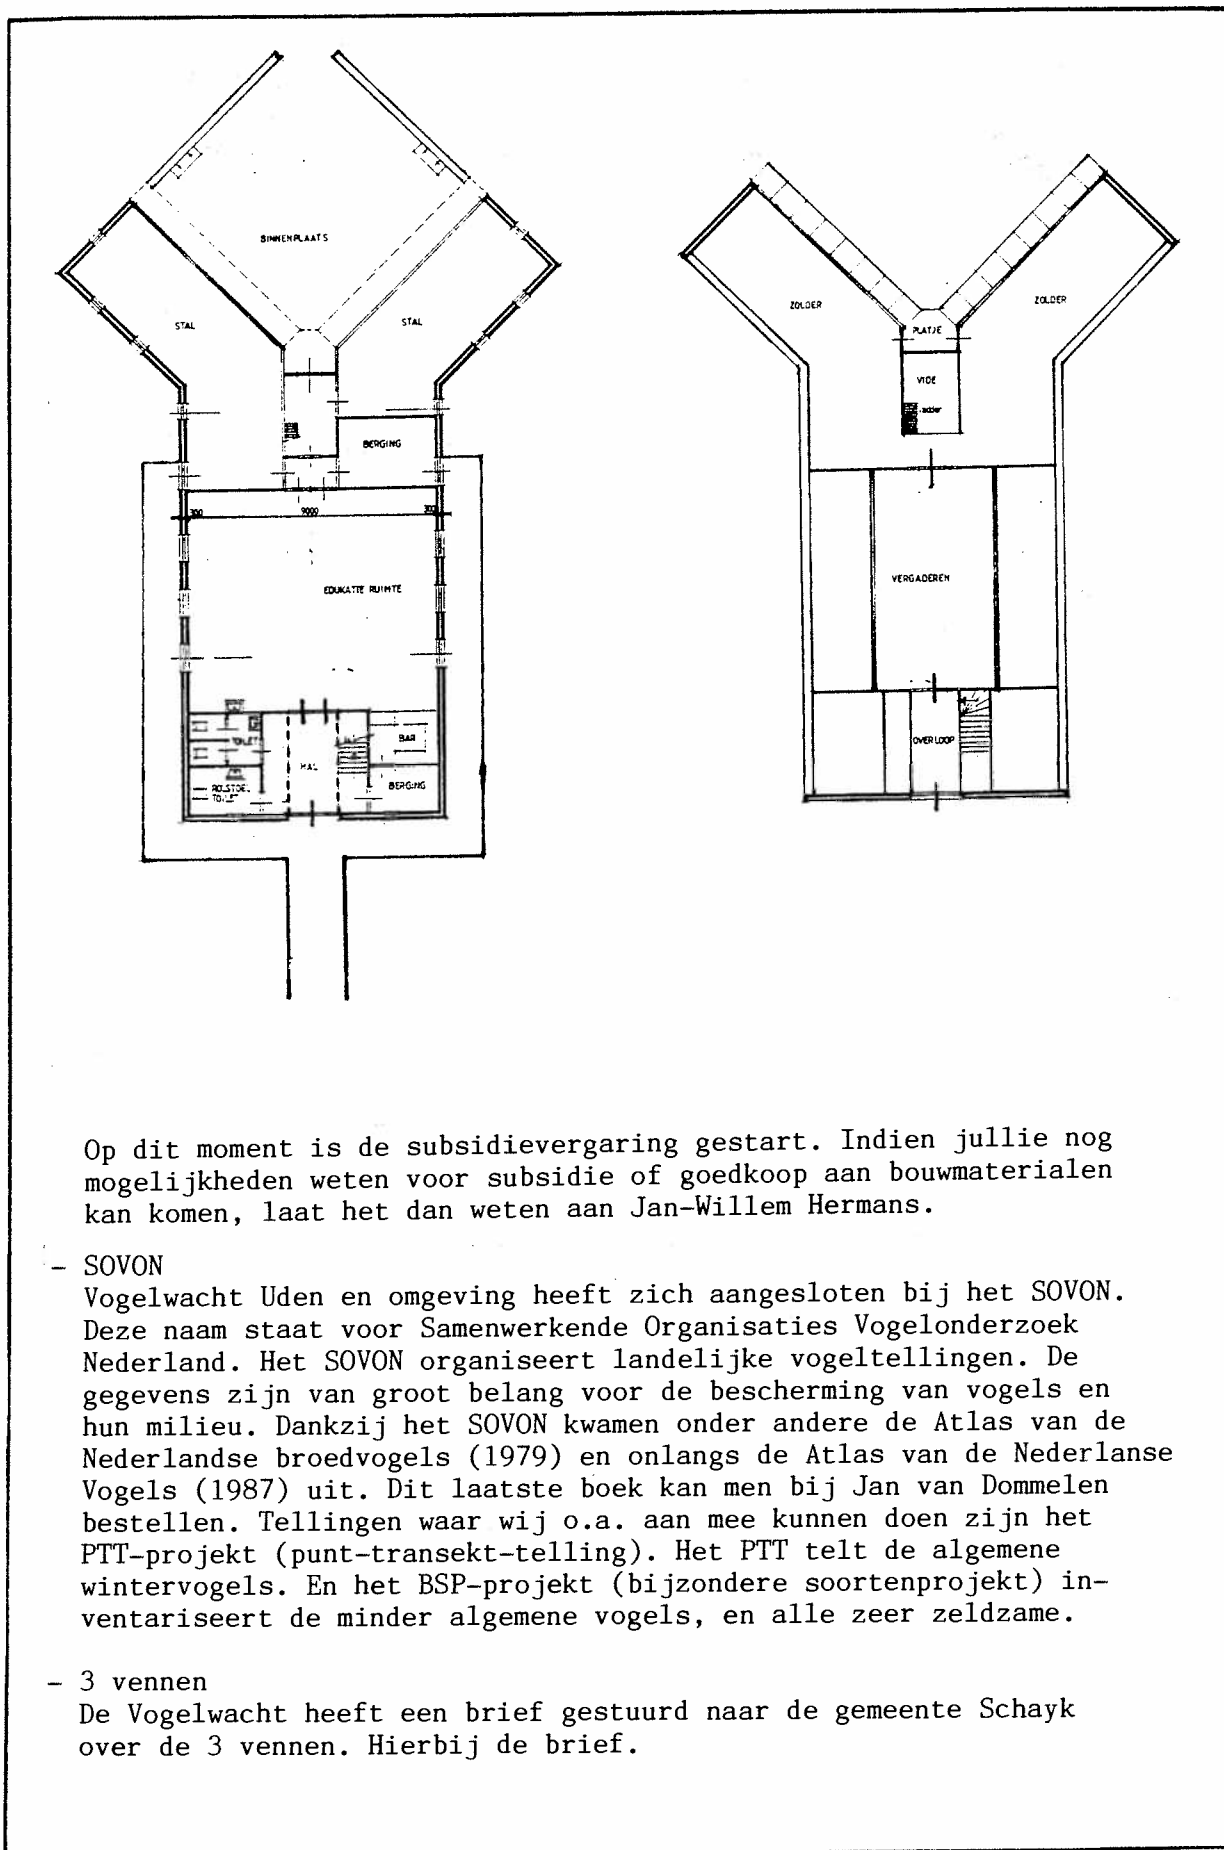 BINNENPLAATS
STAL
STAL
BERGING
300
9000
300
EDUKATIE RUIMTE
TOILET
BAR
HAL
ROLSTOEL
TOILET
BERGING
ZOLDER
ZOLDER
PLATJE
VIDE
ladder
VERGADEREN
OVERLOOP
Op dit moment is de subsidievergaring gestart. Indien jullie nog
mogelijkheden weten voor subsidie of goedkoop aan bouwmaterialen
kan komen, laat het dan weten aan Jan-Willem Hermans.
- SOVON
Vogelwacht Uden en omgeving heeft zich aangesloten bij het SOVON.
Deze naam staat voor Samenwerkende Organisaties Vogelonderzoek
Nederland. Het SOVON organiseert landelijke vogeltellingen. De
gegevens zijn van groot belang voor de bescherming van vogels en
hun milieu. Dankzij het SOVON kwamen onder andere de Atlas van de
Nederlandse broedvogels (1979) en onlangs de Atlas van de Nederlanse
Vogels (1987) uit. Dit laatste boek kan men bij Jan van Dommelen
bestellen. Tellingen waar wij o.a. aan mee kunnen doen zijn het
PTT-projekt (punt-transekt-telling). Het PTT telt de algemene
wintervogels. En het BSP-projekt (bijzondere soortenprojekt) in-
ventariseert de minder algemene vogels, en alle zeer zeldzame.
- 3 vennen
De Vogelwacht heeft een brief gestuurd naar de gemeente Schayk
over de 3 vennen. Hierbij de brief.